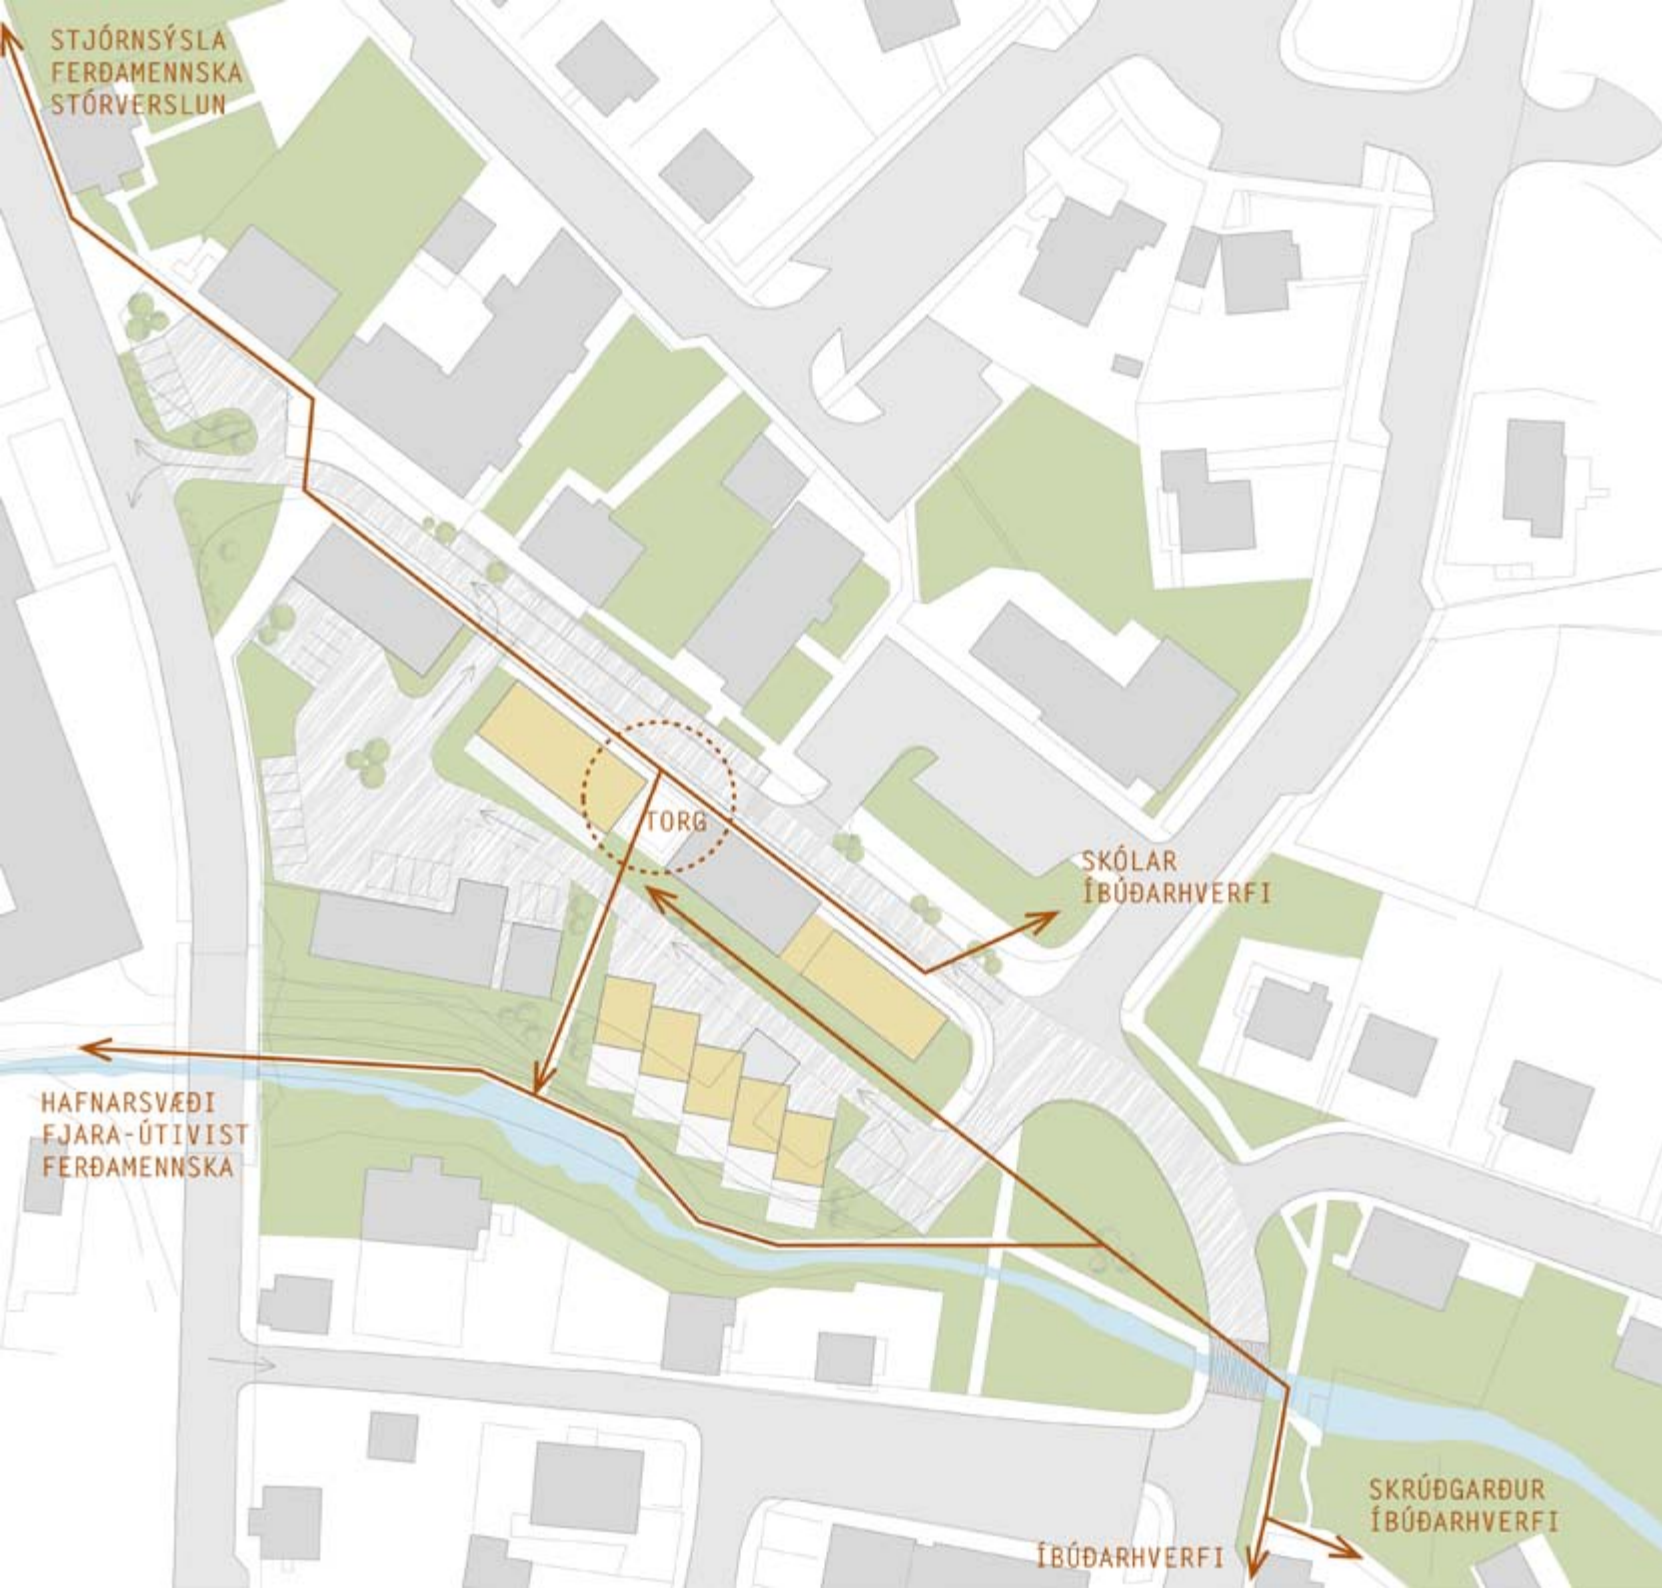 STJÓRNSÝSLA
FERÐAMENNSKA
STÓRVERSLUN
TORG
SKÓLAR
ÍBÚÐARHVERFI
HAFNARSVÆÐI
FJARA-ÚTIVIST
FERÐAMENNSKA
SKRÚÐGARÐUR
ÍBÚÐARHVERFI
ÍBÚÐARHVERFI